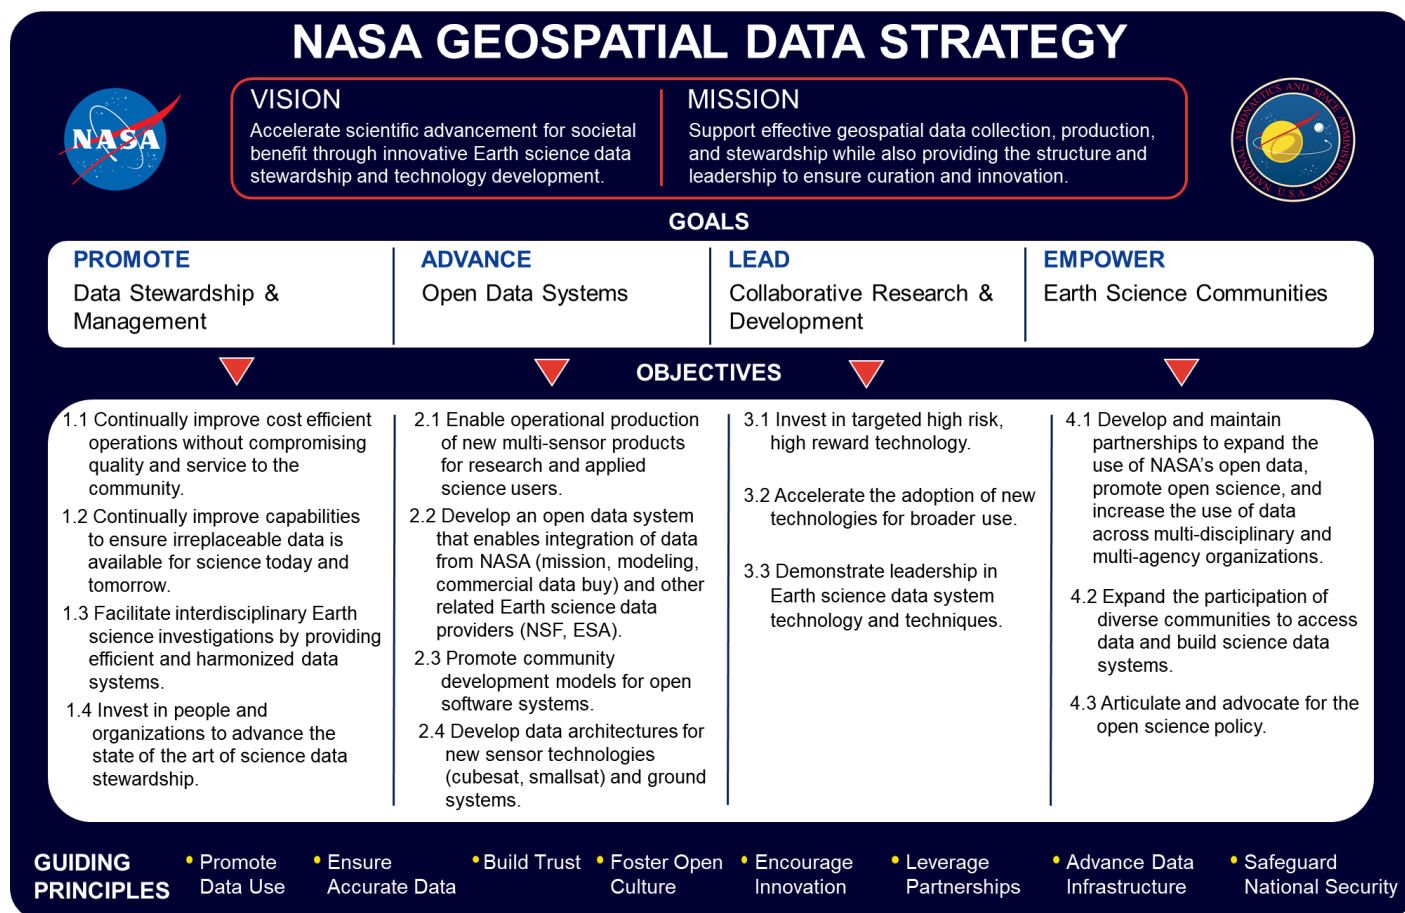 NASA GEOSPATIAL DATA STRATEGY
NASA
VISION
Accelerate scientific advancement for societal
benefit through innovative Earth science data
stewardship and technology development.
MISSION
Support effective geospatial data collection, production,
and stewardship while also providing the structure and
leadership to ensure curation and innovation.
NATIONAL AERONAUTICS AND SPACE ADMINISTRATION
U.S.A.
GOALS
PROMOTE
Data Stewardship &
Management
ADVANCE
Open Data Systems
LEAD
Collaborative Research &
Development
EMPOWER
Earth Science Communities
OBJECTIVES
1.1 Continually improve cost efficient
operations without compromising
quality and service to the
community.
1.2 Continually improve capabilities
to ensure irreplaceable data is
available for science today and
tomorrow.
1.3 Facilitate interdisciplinary Earth
science investigations by providing
efficient and harmonized data
systems.
1.4 Invest in people and
organizations to advance the
state of the art of science data
stewardship.
2.1 Enable operational production
of new multi-sensor products
for research and applied
science users.
2.2 Develop an open data system
that enables integration of data
from NASA (mission, modeling,
commercial data buy) and other
related Earth science data
providers (NSF, ESA).
2.3 Promote community
development models for open
software systems.
2.4 Develop data architectures for
new sensor technologies
(cubesat, smallsat) and ground
systems.
3.1 Invest in targeted high risk,
high reward technology.
3.2 Accelerate the adoption of new
technologies for broader use.
3.3 Demonstrate leadership in
Earth science data system
technology and techniques.
4.1 Develop and maintain
partnerships to expand the
use of NASA's open data,
promote open science, and
increase the use of data
across multi-disciplinary and
multi-agency organizations.
4.2 Expand the participation of
diverse communities to access
data and build science data
systems.
4.3 Articulate and advocate for the
open science policy.
GUIDING
PRINCIPLES
• Promote
Data Use
• Ensure
Accurate Data
• Build Trust
• Foster Open
Culture
• Encourage
Innovation
• Leverage
Partnerships
• Advance Data
Infrastructure
• Safeguard
National Security